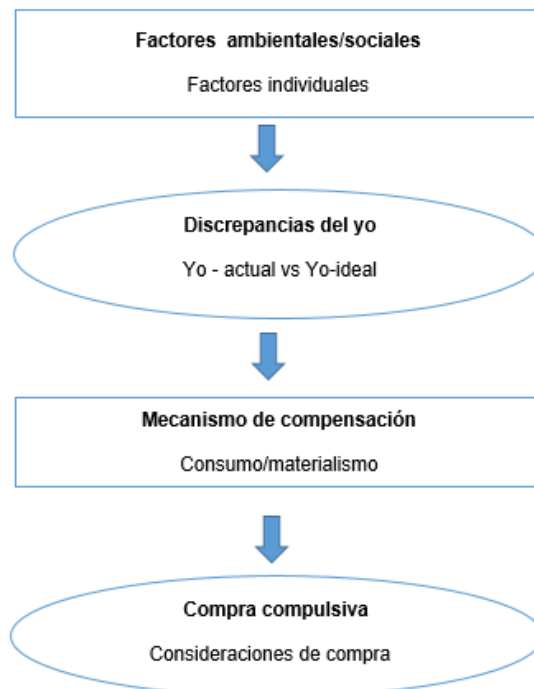 Factores ambientales/sociales
Factores individuales
Discrepancias del yo
Yo - actual vs Yo-ideal
Mecanismo de compensación
Consumo/materialismo
Compra compulsiva
Consideraciones de compra